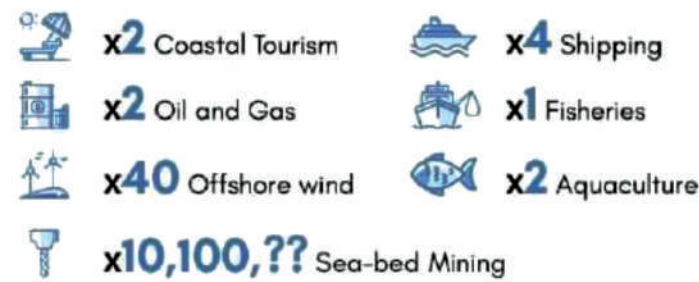 x2 Coastal Tourism
x4 Shipping
x2 Oil and Gas
x1 Fisheries
x40 Offshore wind
x2 Aquaculture
x10,100,?? Sea-bed Mining